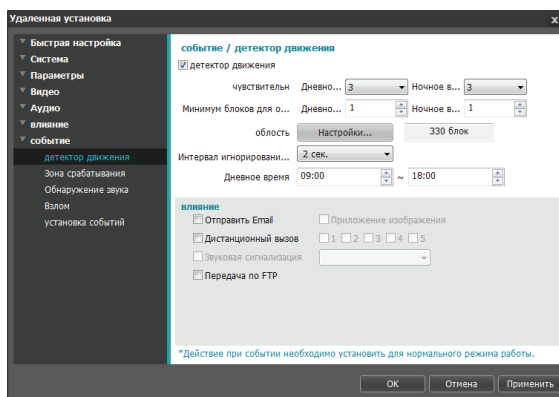 Удаленная установка x
Быстрая настройка
Система
Параметры
Видео
Аудио
влияние
событие
детектор движения
Зона срабатывания
Обнаружение звука
Взлом
установка событий
событие / детектор движения
детектор движения
чувствительн Дневно... 3 Ночное в... 3
Минимум блоков для о... Дневно... 1 Ночное в... 1
область Настройки... 330 блок
Интервал игнорировани... 2 сек.
Дневное время 09:00 ~ 18:00
влияние
Отправить Email Приложение изображения
Дистанционный вызов 1 2 3 4 5
Звуковая сигнализация
Передача по FTP
*Действие при событии необходимо установить для нормального режима работы.
OK Отмена Применить